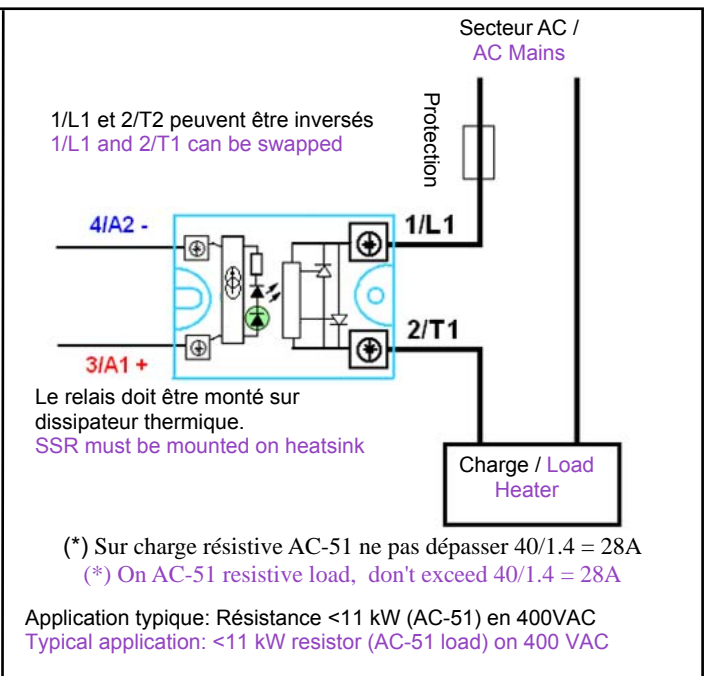 Secteur AC /
AC Mains
Protection
1/L1 et 2/T2 peuvent être inversés
1/L1 and 2/T1 can be swapped
4/A2 -
1/L1
2/T1
3/A1 +
Le relais doit être monté sur
dissipateur thermique.
SSR must be mounted on heatsink
Charge / Load
Heater
(*) Sur charge résistive AC-51 ne pas dépasser 40/1.4 = 28A
(*) On AC-51 resistive load, don't exceed 40/1.4 = 28A
Application typique: Résistance <11 kW (AC-51) en 400VAC
Typical application: <11 kW resistor (AC-51 load) on 400 VAC